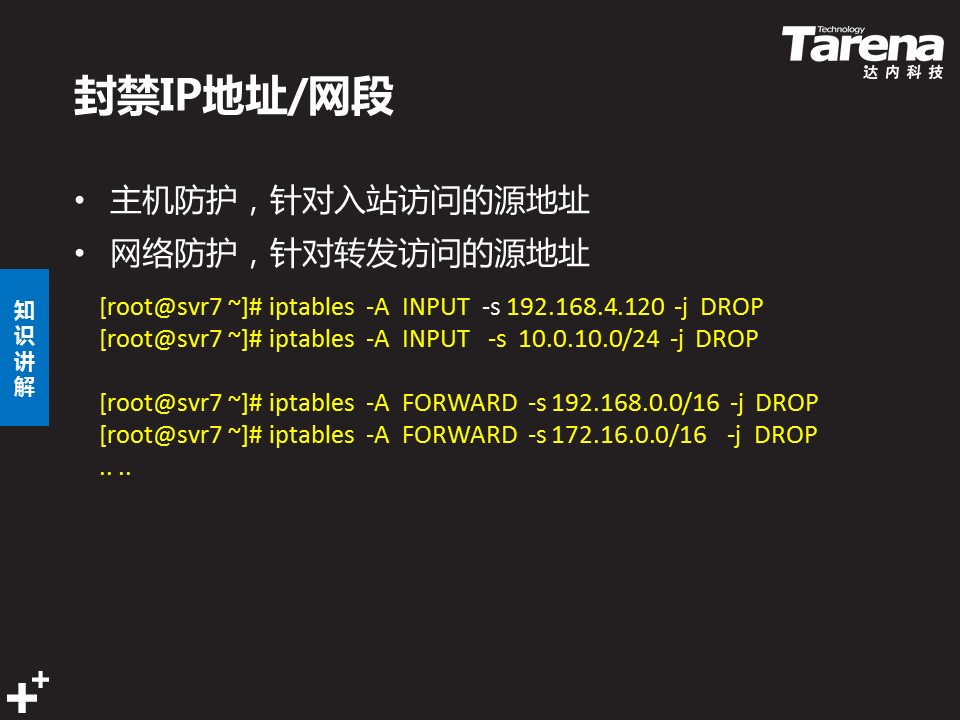 Technology
Tarena
达内科技
封禁IP地址/网段
• 主机防护，针对入站访问的源地址
• 网络防护，针对转发访问的源地址
知识讲解
[root@svr7 ~]# iptables -A INPUT -s 192.168.4.120 -j DROP
[root@svr7 ~]# iptables -A INPUT -s 10.0.10.0/24 -j DROP
[root@svr7 ~]# iptables -A FORWARD -s 192.168.0.0/16 -j DROP
[root@svr7 ~]# iptables -A FORWARD -s 172.16.0.0/16 -j DROP
.. ..